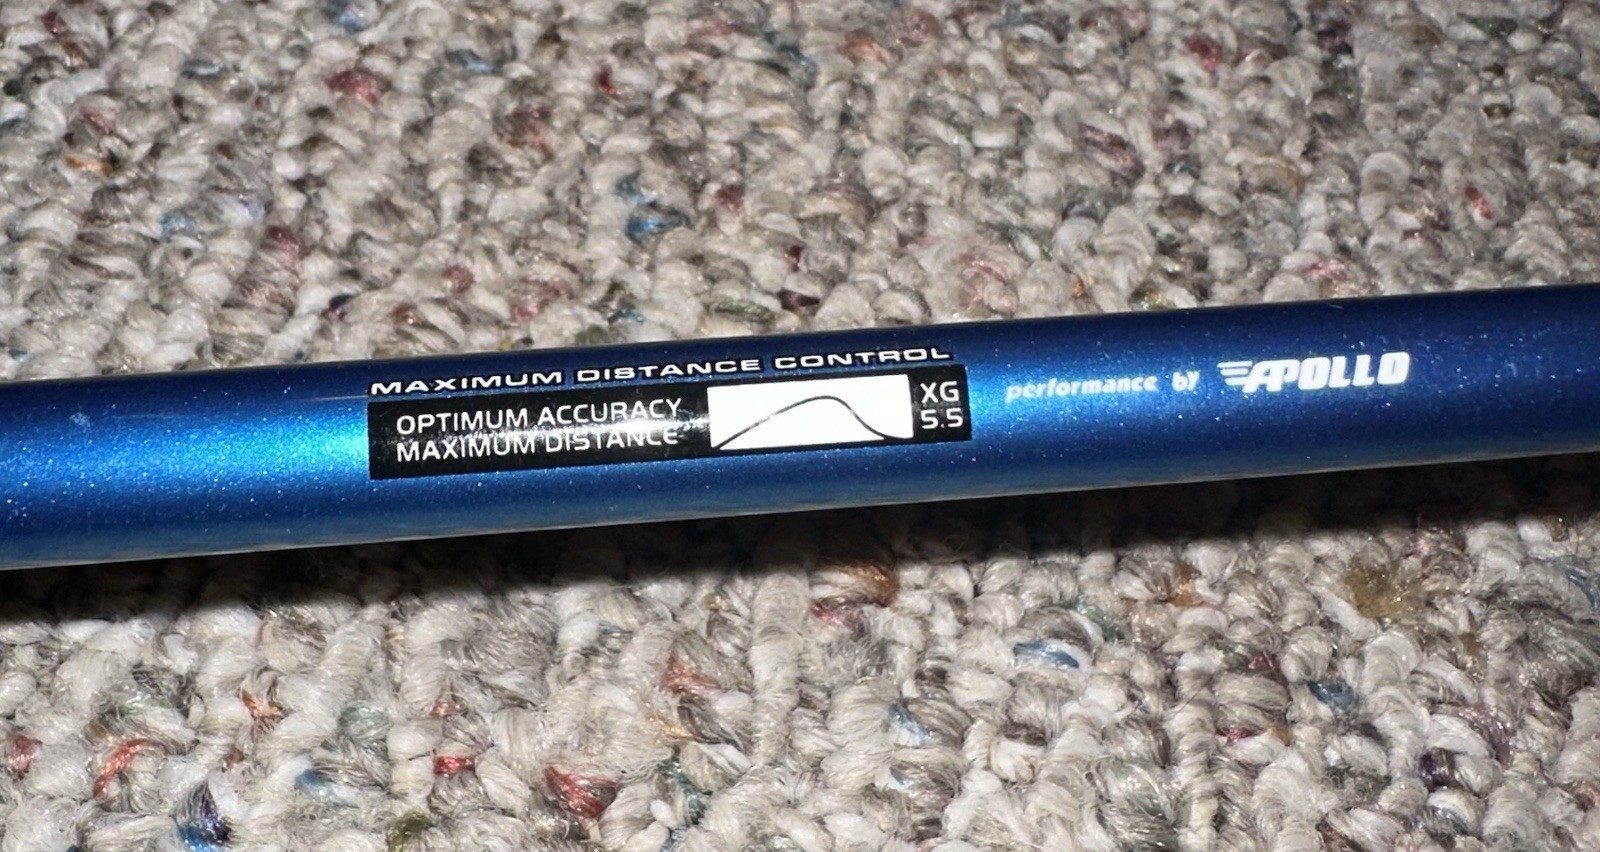 MAXIMUM DISTANCE CONTROL
OPTIMUM ACCURACY
MAXIMUM DISTANCE
XG
5.5
performance by APOLLO